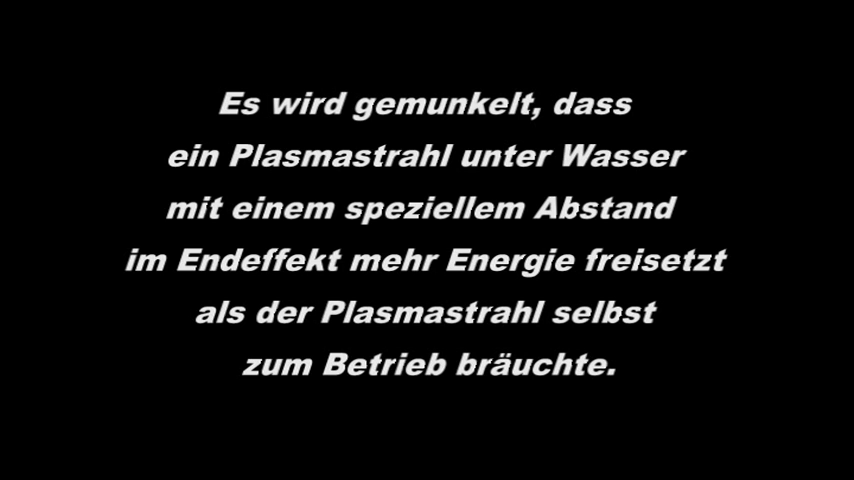 Es wird gemunkelt, dass
ein Plasmastrahl unter Wasser
mit einem speziellem Abstand
im Endeffekt mehr Energie freisetzt
als der Plasmastrahl selbst
zum Betrieb bräuchte.